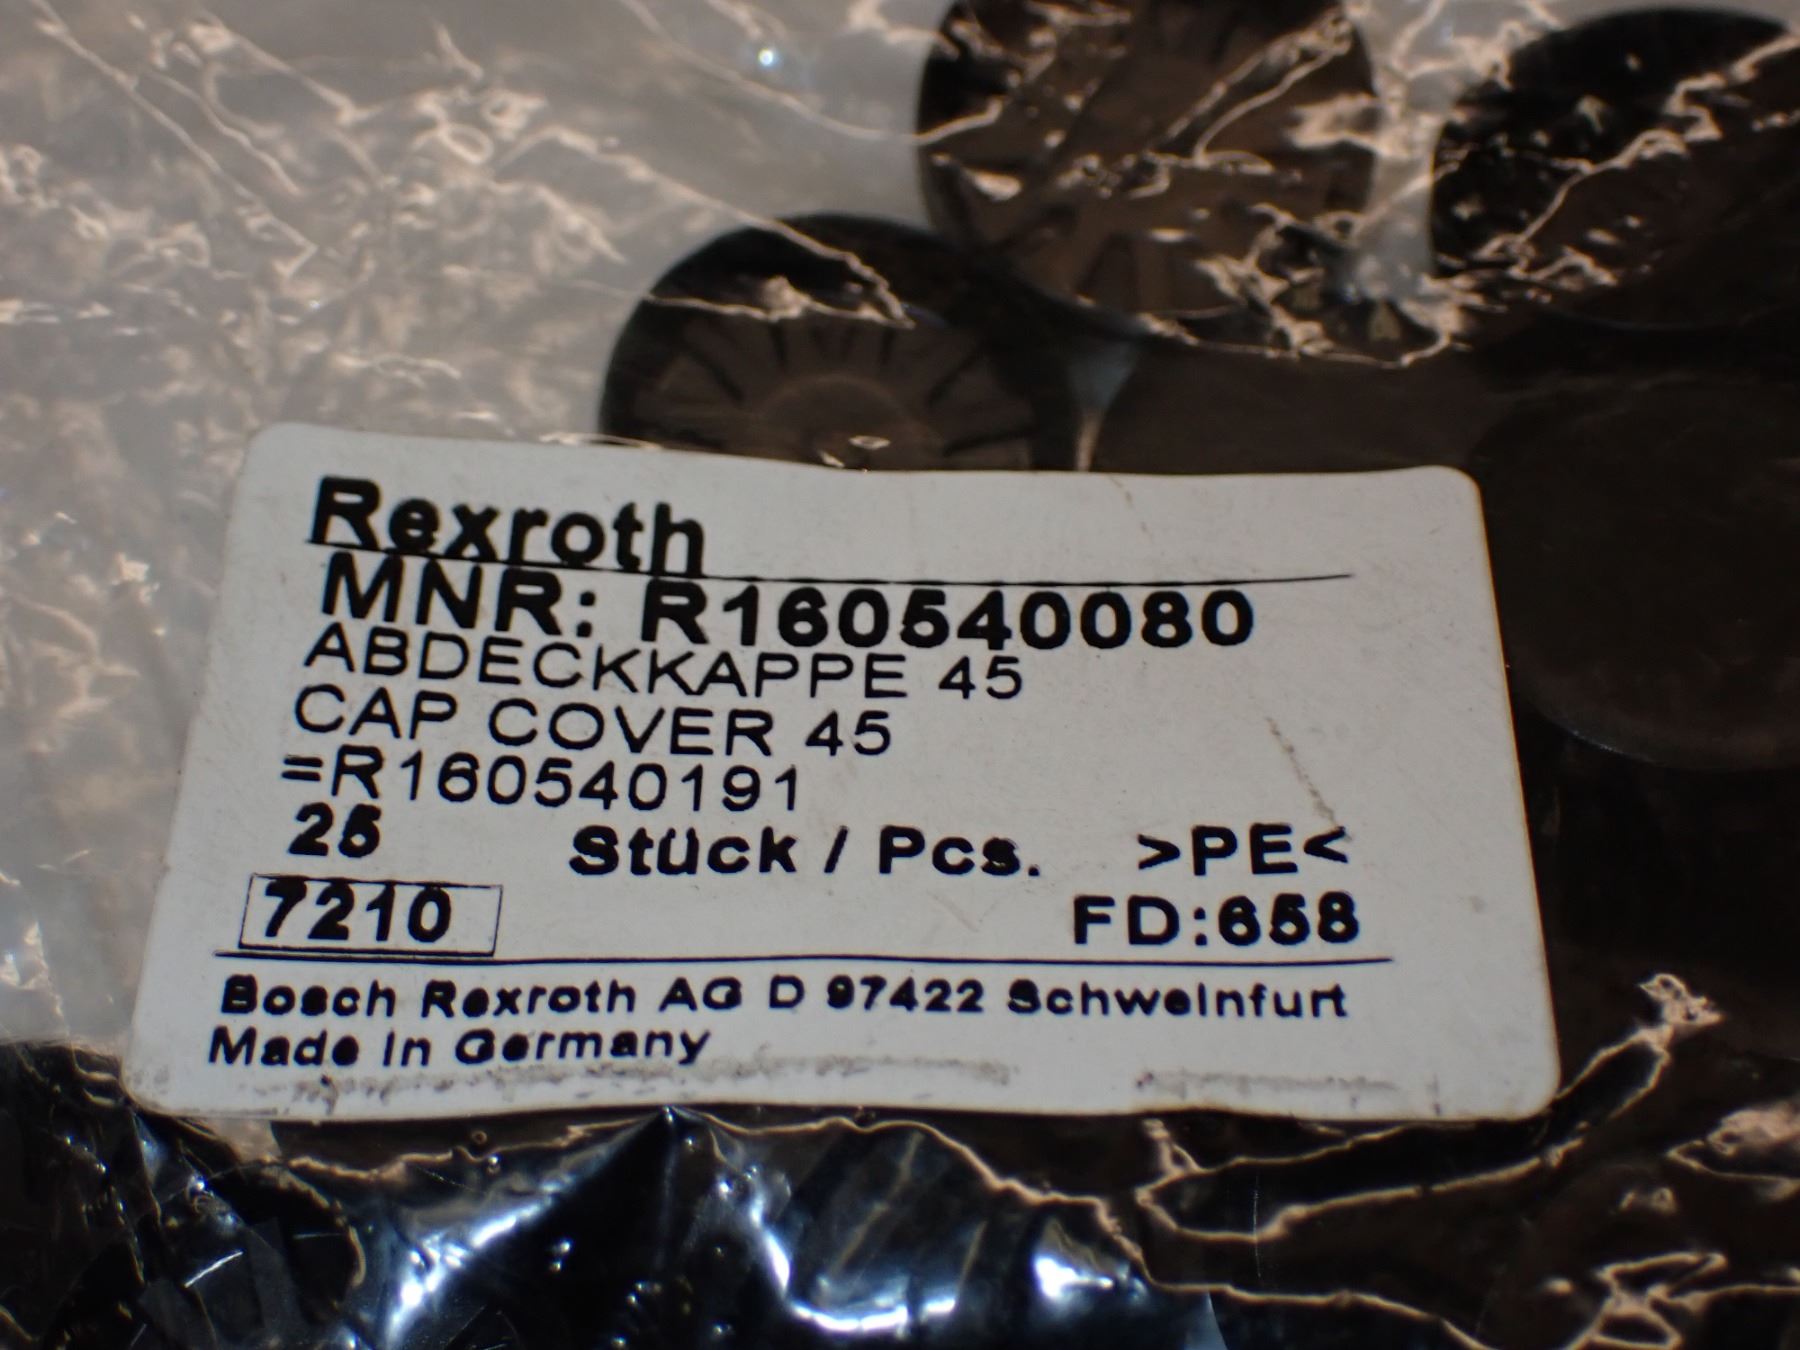 Rexroth
MNR: R160540080
ABDECKKAPPE 45
CAP COVER 45
=R160540191
25 Stück / Pcs. >PE<
7210 FD:658
Bosch Rexroth AG D 97422 Schweinfurt
Made in Germany